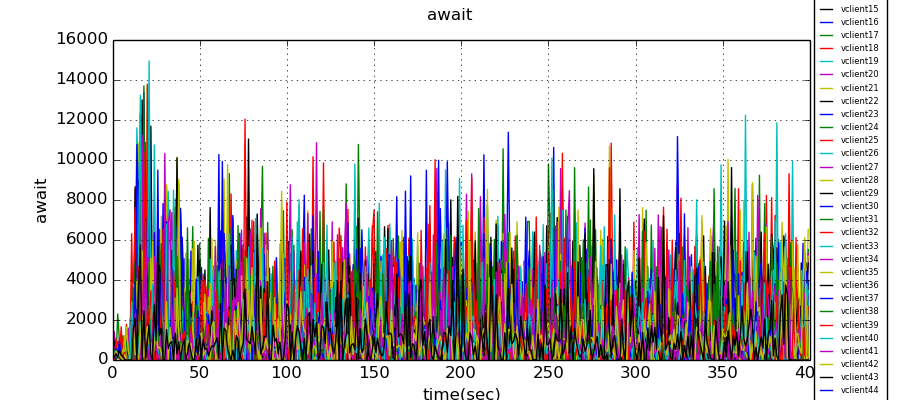 await
16000
14000
12000
10000
8000
6000
4000
2000
0
await
0 50 100 150 200 250 300 350 40
time(sec)
vclient15
vclient16
vclient17
vclient18
vclient19
vclient20
vclient21
vclient22
vclient23
vclient24
vclient25
vclient26
vclient27
vclient28
vclient29
vclient30
vclient31
vclient32
vclient33
vclient34
vclient35
vclient36
vclient37
vclient38
vclient39
vclient40
vclient41
vclient42
vclient43
vclient44